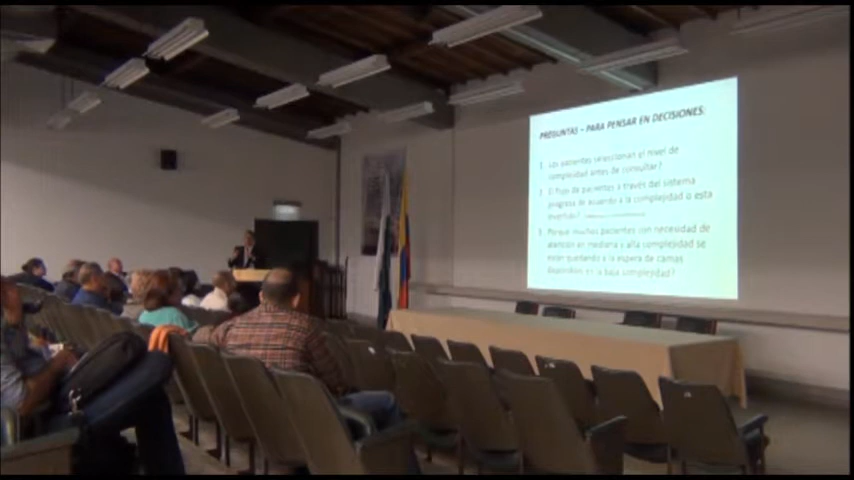 PREGUNTAS – PARA PENSAR EN DECISIONES:
1. Los pacientes seleccionan el nivel de
complejidad antes de consultar?
2. El flujo de pacientes a través del sistema
progresa de acuerdo a la complejidad o esta
invertido?
3. Porque muchos pacientes con necesidad de
atención en mediana y alta complejidad se
están quedando a la espera de camas
disponibles en la baja complejidad?